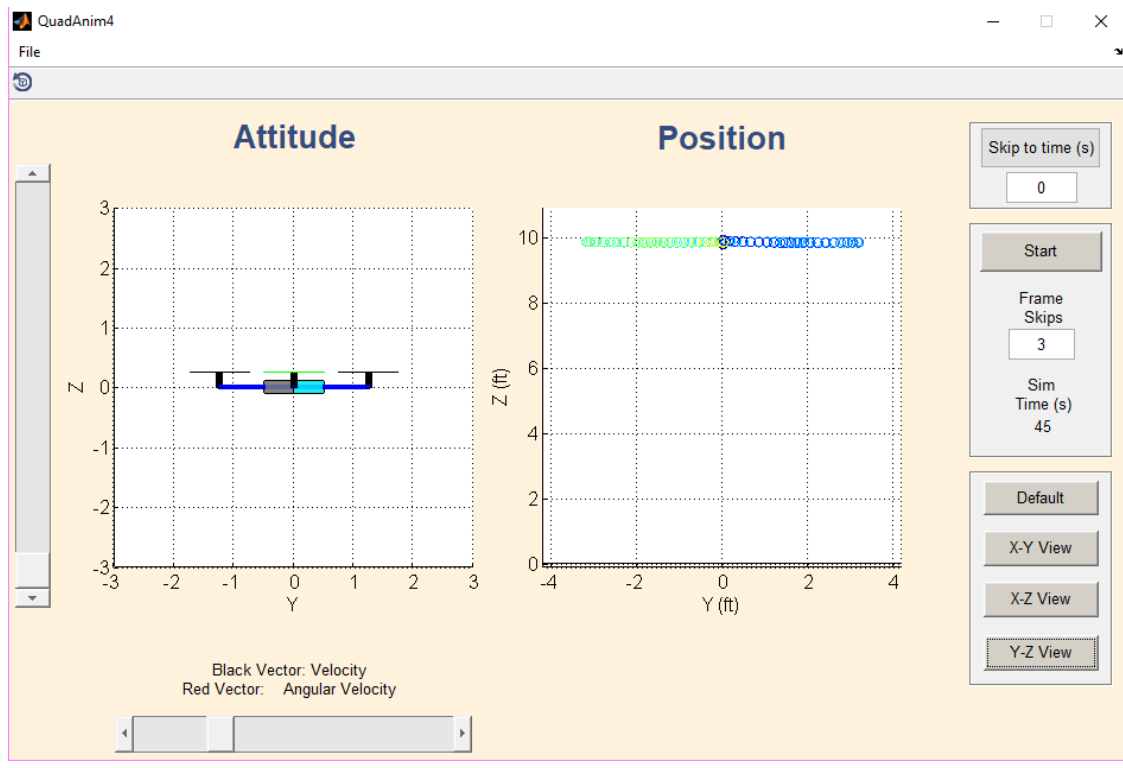 QuadAnim4
File
Attitude
Position
Skip to time (s)
0
Start
Frame
Skips
3
Sim
Time (s)
45
Default
X-Y View
X-Z View
Y-Z View
3
2
1
0
-1
-2
-3
Z
-3
-2
-1
0
1
2
3
Y
10
8
6
4
2
0
Z (ft)
-4
-2
0
2
4
Y (ft)
Black Vector: Velocity
Red Vector: Angular Velocity